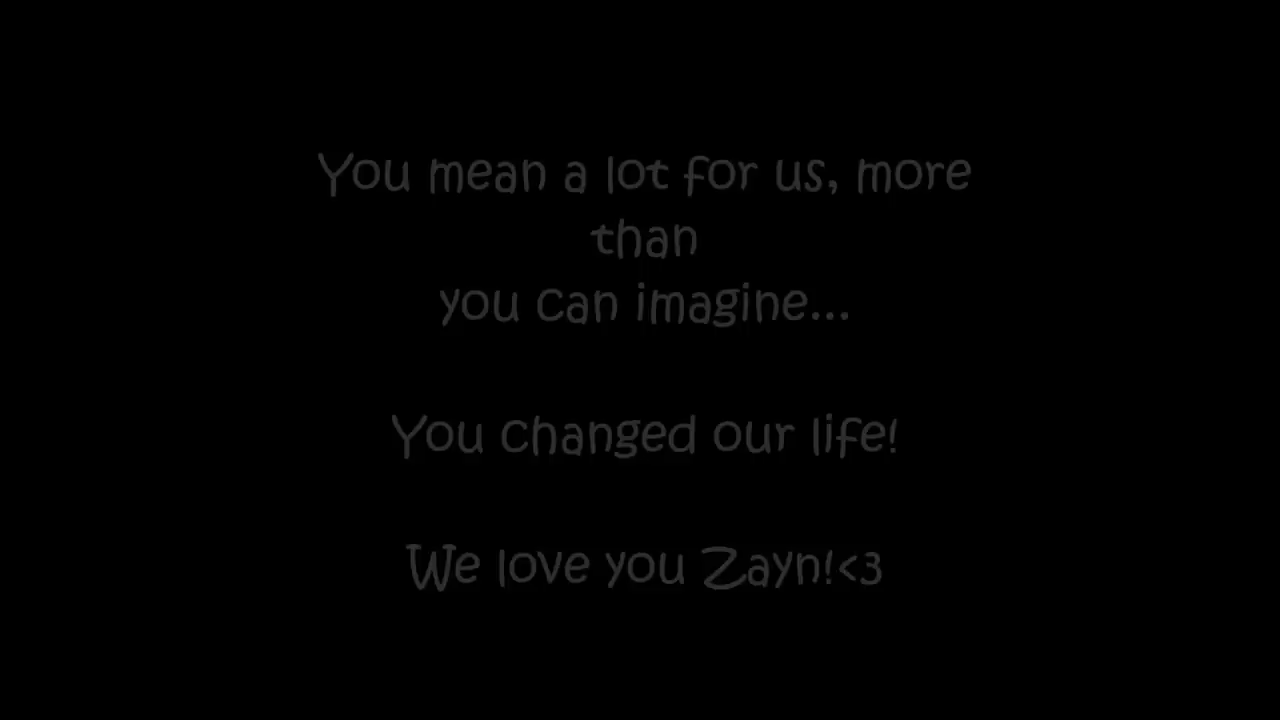 You mean a lot for us, more
than
you can imagine...
You changed our life!
We love you Zayn!<3